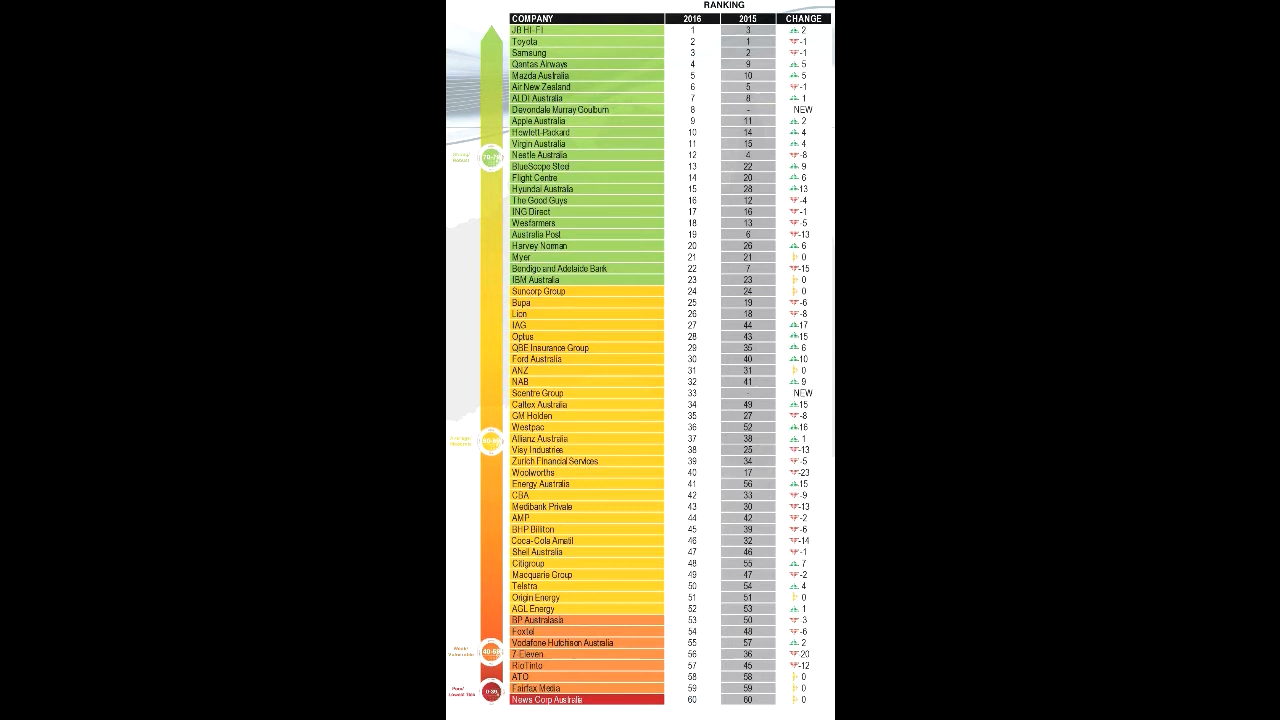 RANKING
COMPANY 2016 2015 CHANGE
JB HI-FI 1 3 2
Toyota 2 1 -1
Samsung 3 2 -1
Qantas Airways 4 9 5
Mazda Australia 5 10 5
Air New Zealand 6 5 -1
ALDI Australia 7 8 1
Devondale Murray Goulburn 8 - NEW
Apple Australia 9 11 2
Hewlett-Packard 10 14 4
Virgin Australia 11 15 4
Nestle Australia 12 4 -8
BlueScope Steel 13 22 9
Flight Centre 14 20 6
Hyundai Australia 15 28 13
The Good Guys 16 12 -4
ING Direct 17 16 -1
Wesfarmers 18 13 -5
Australia Post 19 6 -13
Harvey Norman 20 26 6
Myer 21 21 0
Bendigo and Adelaide Bank 22 7 -15
IBM Australia 23 23 0
Suncorp Group 24 24 0
Bupa 25 19 -6
Lion 26 18 -8
IAG 27 44 17
Optus 28 43 15
QBE Insurance Group 29 35 6
Ford Australia 30 40 10
ANZ 31 31 0
NAB 32 41 9
Scentre Group 33 - NEW
Caltex Australia 34 49 15
GM Holden 35 27 -8
Westpac 36 52 16
Allianz Australia 37 38 1
Visy Industries 38 25 -13
Zurich Financial Services 39 34 -5
Woolworths 40 17 -23
Energy Australia 41 56 15
CBA 42 33 -9
Medibank Private 43 30 -13
AMP 44 42 -2
BHP Billiton 45 39 -6
Coca-Cola Amatil 46 32 -14
Shell Australia 47 46 -1
Citigroup 48 55 7
Macquarie Group 49 47 -2
Telstra 50 54 4
Origin Energy 51 51 0
AGL Energy 52 53 1
BP Australasia 53 50 3
Foxtel 54 48 -6
Vodafone Hutchison Australia 55 57 2
7-Eleven 56 36 20
RioTinto 57 45 -12
ATO 58 58 0
Fairfax Media 59 59 0
News Corp Australia 60 60 0
70-79
Weak/
Vulnerable
Poor/
0-39